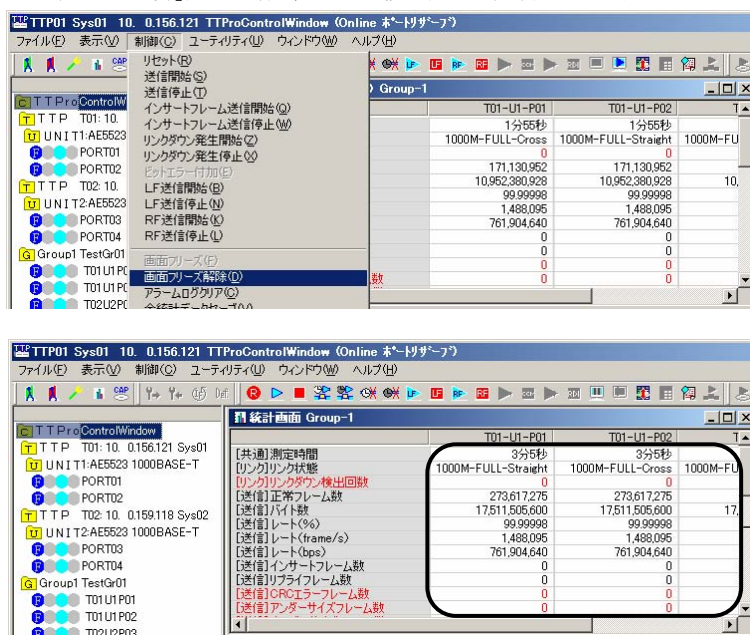 TTP01 Sys01 10. 0.156.121 TTProControlWindow (Online ﾎﾟｰﾄﾘｻﾞｰﾌﾞ)
ファイル(F) 表示(V) 制御(C) ユーティリティ(U) ウィンドウ(W) ヘルプ(H)
リセット(R)
送信開始(S)
送信停止(T)
インサートフレーム送信開始(Q)
インサートフレーム送信停止(W)
リンクダウン発生開始(Z)
リンクダウン発生停止(X)
ビットエラー付加(E)
LF送信開始(B)
LF送信停止(N)
RF送信開始(K)
RF送信停止(L)
画面フリーズ(F)
画面フリーズ解除(D)
アラームログクリア(C)
全統計データセーブ(V)
CAP LF LF RF RF
TTProControlW
TTP T01: 10.
UNIT1:AE5523
PORT01
PORT02
TTP T02: 10.
UNIT2:AE5523
PORT03
PORT04
Group1 TestGr01
T01U1P0
T01U1P0
T02U2P0
) Group-1
T01-U1-P01 T01-U1-P02 T
1分55秒 1分55秒
1000M-FULL-Cross 1000M-FULL-Straight 1000M-FU
0 0
171,130,952 171,130,952
10,952,380,928 10,952,380,928 10,
99.99998 99.99998
1,488,095 1,488,095
761,904,640 761,904,640
0 0
0 0
0 0
数 0 0
TTP01 Sys01 10. 0.156.121 TTProControlWindow (Online ﾎﾟｰﾄﾘｻﾞｰﾌﾞ)
ファイル(F) 表示(V) 制御(C) ユーティリティ(U) ウィンドウ(W) ヘルプ(H)
CAP Def LF LF RF RF
TTProControlWindow
TTP T01: 10. 0.156.121 Sys01
UNIT1:AE5523 1000BASE-T
PORT01
PORT02
TTP T02: 10. 0.159.118 Sys02
UNIT2:AE5523 1000BASE-T
PORT03
PORT04
Group1 TestGr01
T01U1P01
T01U1P02
T02U2P03
統計画面 Group-1
T01-U1-P01 T01-U1-P02 T
[共通]測定時間 3分5秒 3分5秒
[リンク]リンク状態 1000M-FULL-Straight 1000M-FULL-Cross 1000M-FU
[リンク]リンクダウン検出回数 0 0
[送信]正常フレーム数 273,617,275 273,617,275
[送信]バイト数 17,511,505,600 17,511,505,600 17,
[送信]レート(%) 99.99998 99.99998
[送信]レート(frame/s) 1,488,095 1,488,095
[送信]レート(bps) 761,904,640 761,904,640
[送信]インサートフレーム数 0 0
[送信]リプライフレーム数 0 0
[送信]CRCエラーフレーム数 0 0
[送信]アンダーサイズフレーム数 0 0